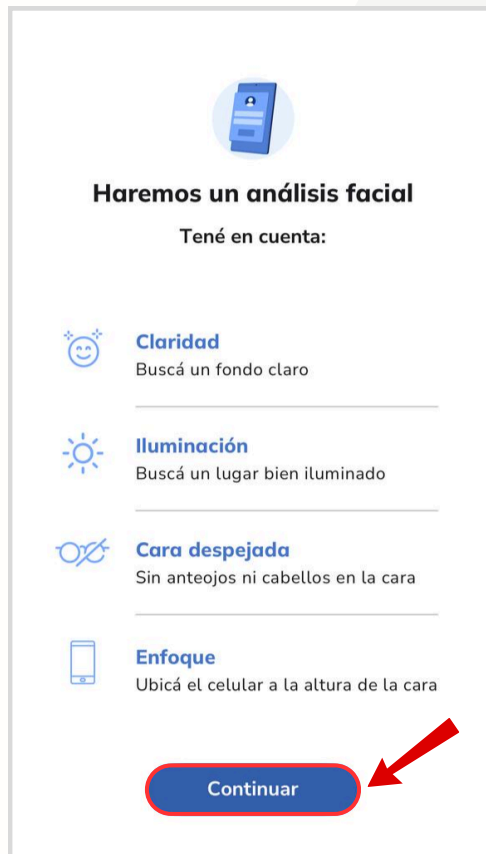 Haremos un análisis facial
Tené en cuenta:
Claridad
Buscá un fondo claro
Iluminación
Buscá un lugar bien iluminado
Cara despejada
Sin anteojos ni cabellos en la cara
Enfoque
Ubicá el celular a la altura de la cara
Continuar